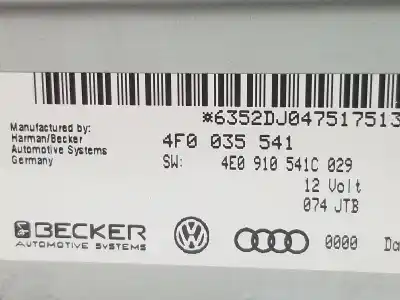 *6352DJ047517513
Manufactured by:
Harman/Becker
Automotive Systems
Germany
4F0 035 541
SW: 4E0 910 541C 029
12 Volt
074 JTB
BECKER
AUTOMOTIVE SYSTEMS
0000